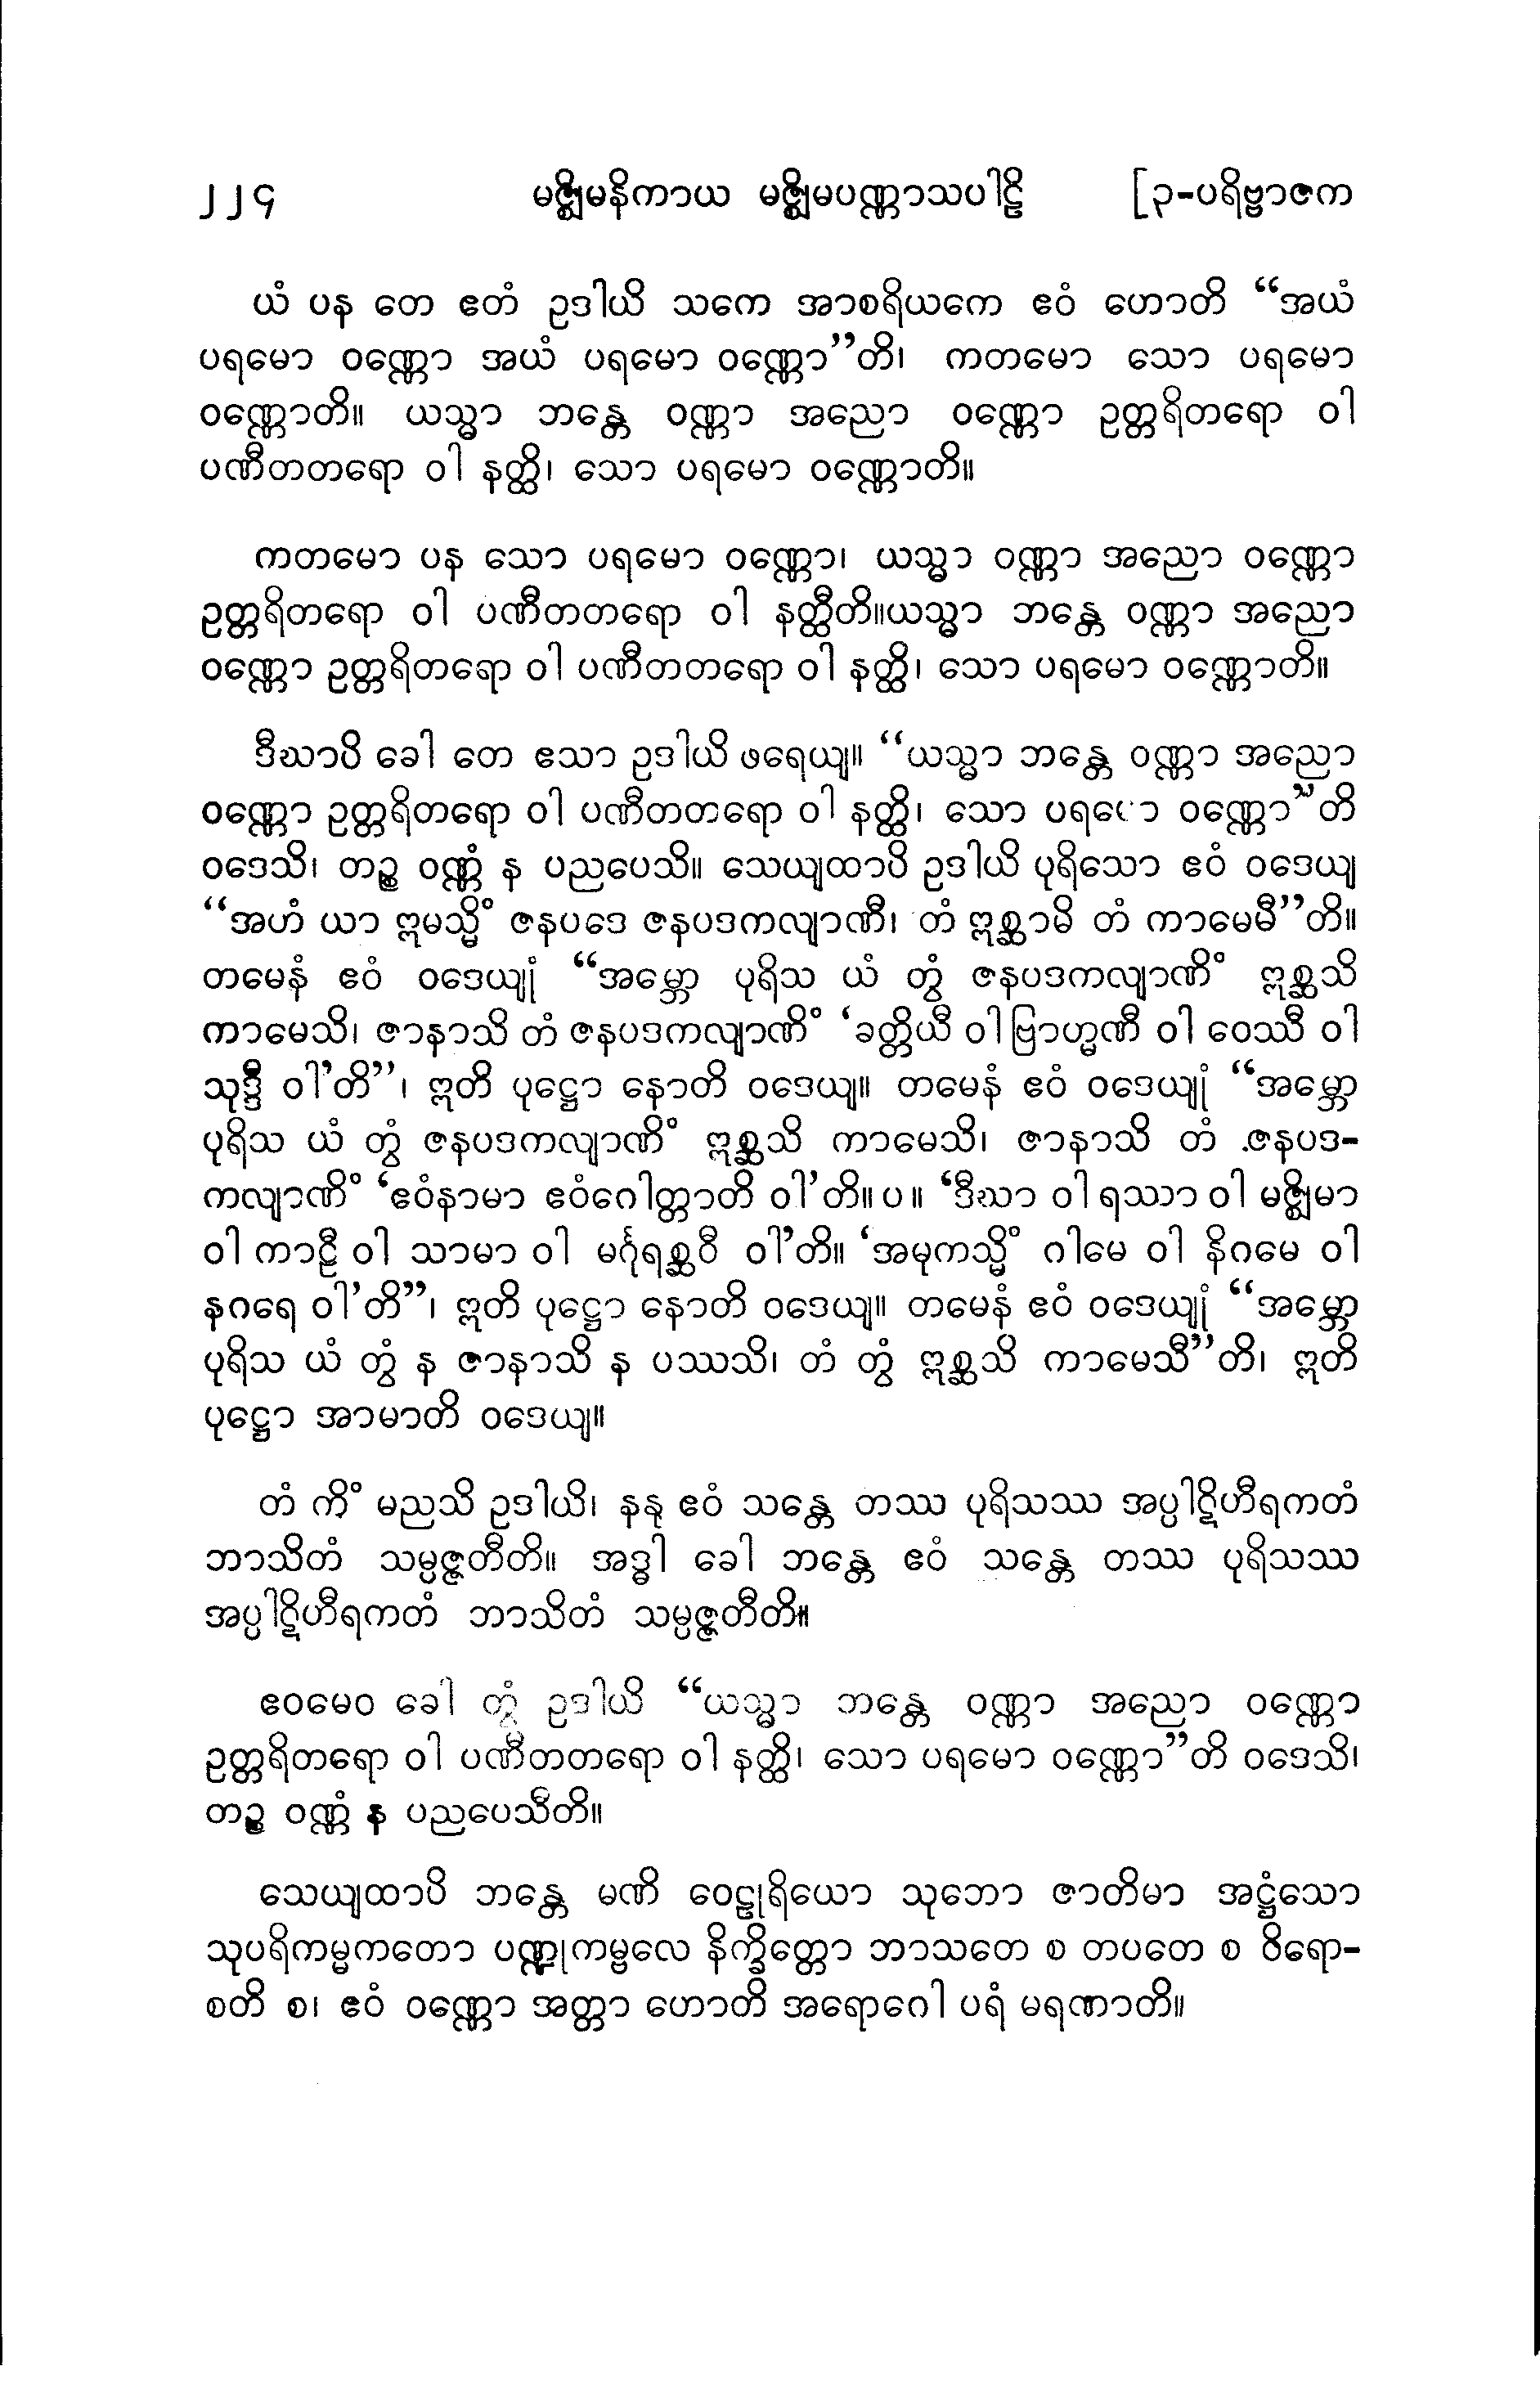 ၂၂၄ မဇ္ဈိမနိကာယ မဇ္ဈိမပဏ္ဏာသပါဠိ [၃-ပရိဗ္ဗာဇက
ယံ ပန တေ ဧတံ ဥဒါယိ သကေ အာစရိယကေ ဧဝံ ဟောတိ “အယံ
ပရမော ဝဏ္ဏော အယံ ပရမော ဝဏ္ဏော”တိ၊ ကတမော သော ပရမော
ဝဏ္ဏောတိ။ ယသ္မာ ဘန္တေ ဝဏ္ဏာ အညော ဝဏ္ဏော ဥတ္တရိတရော ဝါ
ပဏီတတရော ဝါ နတ္ထိ၊ သော ပရမော ဝဏ္ဏောတိ။
ကတမော ပန သော ပရမော ဝဏ္ဏော၊ ယသ္မာ ဝဏ္ဏာ အညော ဝဏ္ဏော
ဥတ္တရိတရော ဝါ ပဏီတတရော ဝါ နတ္ထီတိ။ယသ္မာ ဘန္တေ ဝဏ္ဏာ အညော
ဝဏ္ဏော ဥတ္တရိတရော ဝါ ပဏီတတရော ဝါ နတ္ထိ၊ သော ပရမော ဝဏ္ဏောတိ။
ဒီဃာပိ ခေါ တေ ဧသာ ဥဒါယိ ဖရေယျ။ “ယသ္မာ ဘန္တေ ဝဏ္ဏာ အညော
ဝဏ္ဏော ဥတ္တရိတရော ဝါ ပဏီတတရော ဝါ နတ္ထိ၊ သော ပရမော ဝဏ္ဏော”တိ
ဝဒေသိ၊ တဉ္စ ဝဏ္ဏံ န ပညပေသိ။ သေယျထာပိ ဥဒါယိ ပုရိသော ဧဝံ ဝဒေယျ
“အဟံ ယာ ဣမသ္မိံ ဇနပဒေ ဇနပဒကလျာဏီ၊ တံ ဣစ္ဆာမိ တံ ကာမေမီ”တိ။
တမေနံ ဧဝံ ဝဒေယျုံ “အမ္ဘော ပုရိသ ယံ တွံ ဇနပဒကလျာဏိံ ဣစ္ဆသိ
ကာမေသိ၊ ဇာနာသိ တံ ဇနပဒကလျာဏိံ ‘ခတ္တိယီ ဝါ ဗြာဟ္မဏီ ဝါ ဝေဿီ ဝါ
သုဒ္ဒီ ဝါ’တိ”၊ ဣတိ ပုဋ္ဌော နောတိ ဝဒေယျ။ တမေနံ ဧဝံ ဝဒေယျုံ “အမ္ဘော
ပုရိသ ယံ တွံ ဇနပဒကလျာဏိံ ဣစ္ဆသိ ကာမေသိ၊ ဇာနာသိ တံ ဇနပဒ-
ကလျာဏိံ ‘ဧဝံနာမာ ဧဝံဂေါတ္တာတိ ဝါ’တိ။ ပ ။ ‘ဒီဃာ ဝါ ရဿာ ဝါ မဇ္ဈိမာ
ဝါ ကာဠီ ဝါ သာမာ ဝါ မင်္ဂုရစ္ဆဝီ ဝါ’တိ။ ‘အမုကသ္မိံ ဂါမေ ဝါ နိဂမေ ဝါ
နဂရေ ဝါ’တိ”၊ ဣတိ ပုဋ္ဌော နောတိ ဝဒေယျ။ တမေနံ ဧဝံ ဝဒေယျုံ “အမ္ဘော
ပုရိသ ယံ တွံ န ဇာနာသိ န ပဿသိ၊ တံ တွံ ဣစ္ဆသိ ကာမေသီ”တိ၊ ဣတိ
ပုဋ္ဌော အာမာတိ ဝဒေယျ။
တံ ကိံ မညသိ ဥဒါယိ၊ နနု ဧဝံ သန္တေ တဿ ပုရိသဿ အပ္ပါဋိဟီရကတံ
ဘာသိတံ သမ္ပဇ္ဇတီတိ။ အဒ္ဓါ ခေါ ဘန္တေ ဧဝံ သန္တေ တဿ ပုရိသဿ
အပ္ပါဋိဟီရကတံ ဘာသိတံ သမ္ပဇ္ဇတီတိ။
ဧဝမေဝ ခေါ တွံ ဥဒါယိ “ယသ္မာ ဘန္တေ ဝဏ္ဏာ အညော ဝဏ္ဏော
ဥတ္တရိတရော ဝါ ပဏီတတရော ဝါ နတ္ထိ၊ သော ပရမော ဝဏ္ဏော”တိ ဝဒေသိ၊
တဉ္စ ဝဏ္ဏံ န ပညပေသီတိ။
သေယျထာပိ ဘန္တေ မဏိ ဝေဠုရိယော သုဘော ဇာတိမာ အဋ္ဌံသော
သုပရိကမ္မကတော ပဏ္ဍုကမ္ဗလေ နိက္ခိတ္တော ဘာသတေ စ တပတေ စ ဝိရော-
စတိ စ၊ ဧဝံ ဝဏ္ဏော အတ္တာ ဟောတိ အရောဂေါ ပရံ မရဏာတိ။